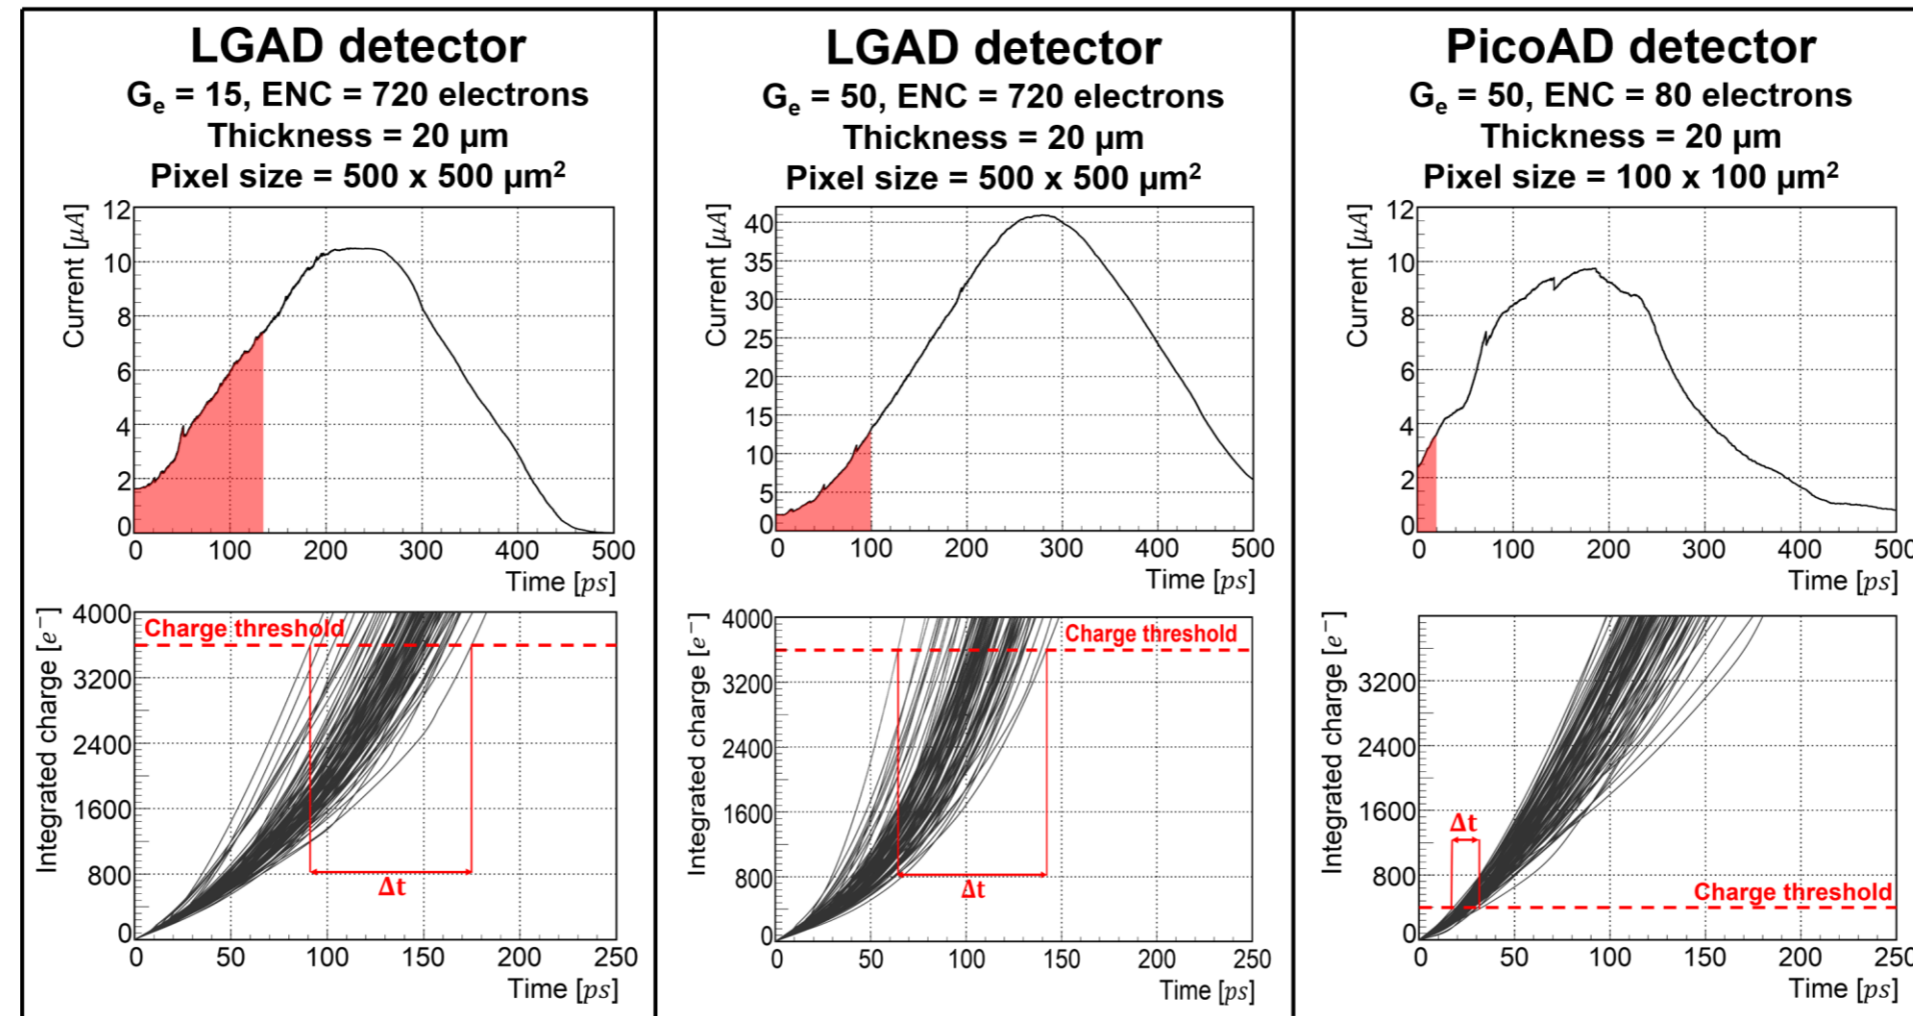 LGAD detector
Gₑ = 15, ENC = 720 electrons
Thickness = 20 µm
Pixel size = 500 x 500 µm²
Current [µA]
12
10
8
6
4
2
0
0 100 200 300 400 500
Time [ps]
Integrated charge [e⁻]
4000
3200
2400
1600
800
0
Charge threshold
Δt
0 50 100 150 200 250
Time [ps]
LGAD detector
Gₑ = 50, ENC = 720 electrons
Thickness = 20 µm
Pixel size = 500 x 500 µm²
Current [µA]
40
35
30
25
20
15
10
5
0
0 100 200 300 400 500
Time [ps]
Integrated charge [e⁻]
4000
3200
2400
1600
800
0
Charge threshold
Δt
0 50 100 150 200 250
Time [ps]
PicoAD detector
Gₑ = 50, ENC = 80 electrons
Thickness = 20 µm
Pixel size = 100 x 100 µm²
Current [µA]
12
10
8
6
4
2
0
0 100 200 300 400 500
Time [ps]
Integrated charge [e⁻]
3200
2400
1600
800
0
Δt
Charge threshold
0 50 100 150 200 250
Time [ps]